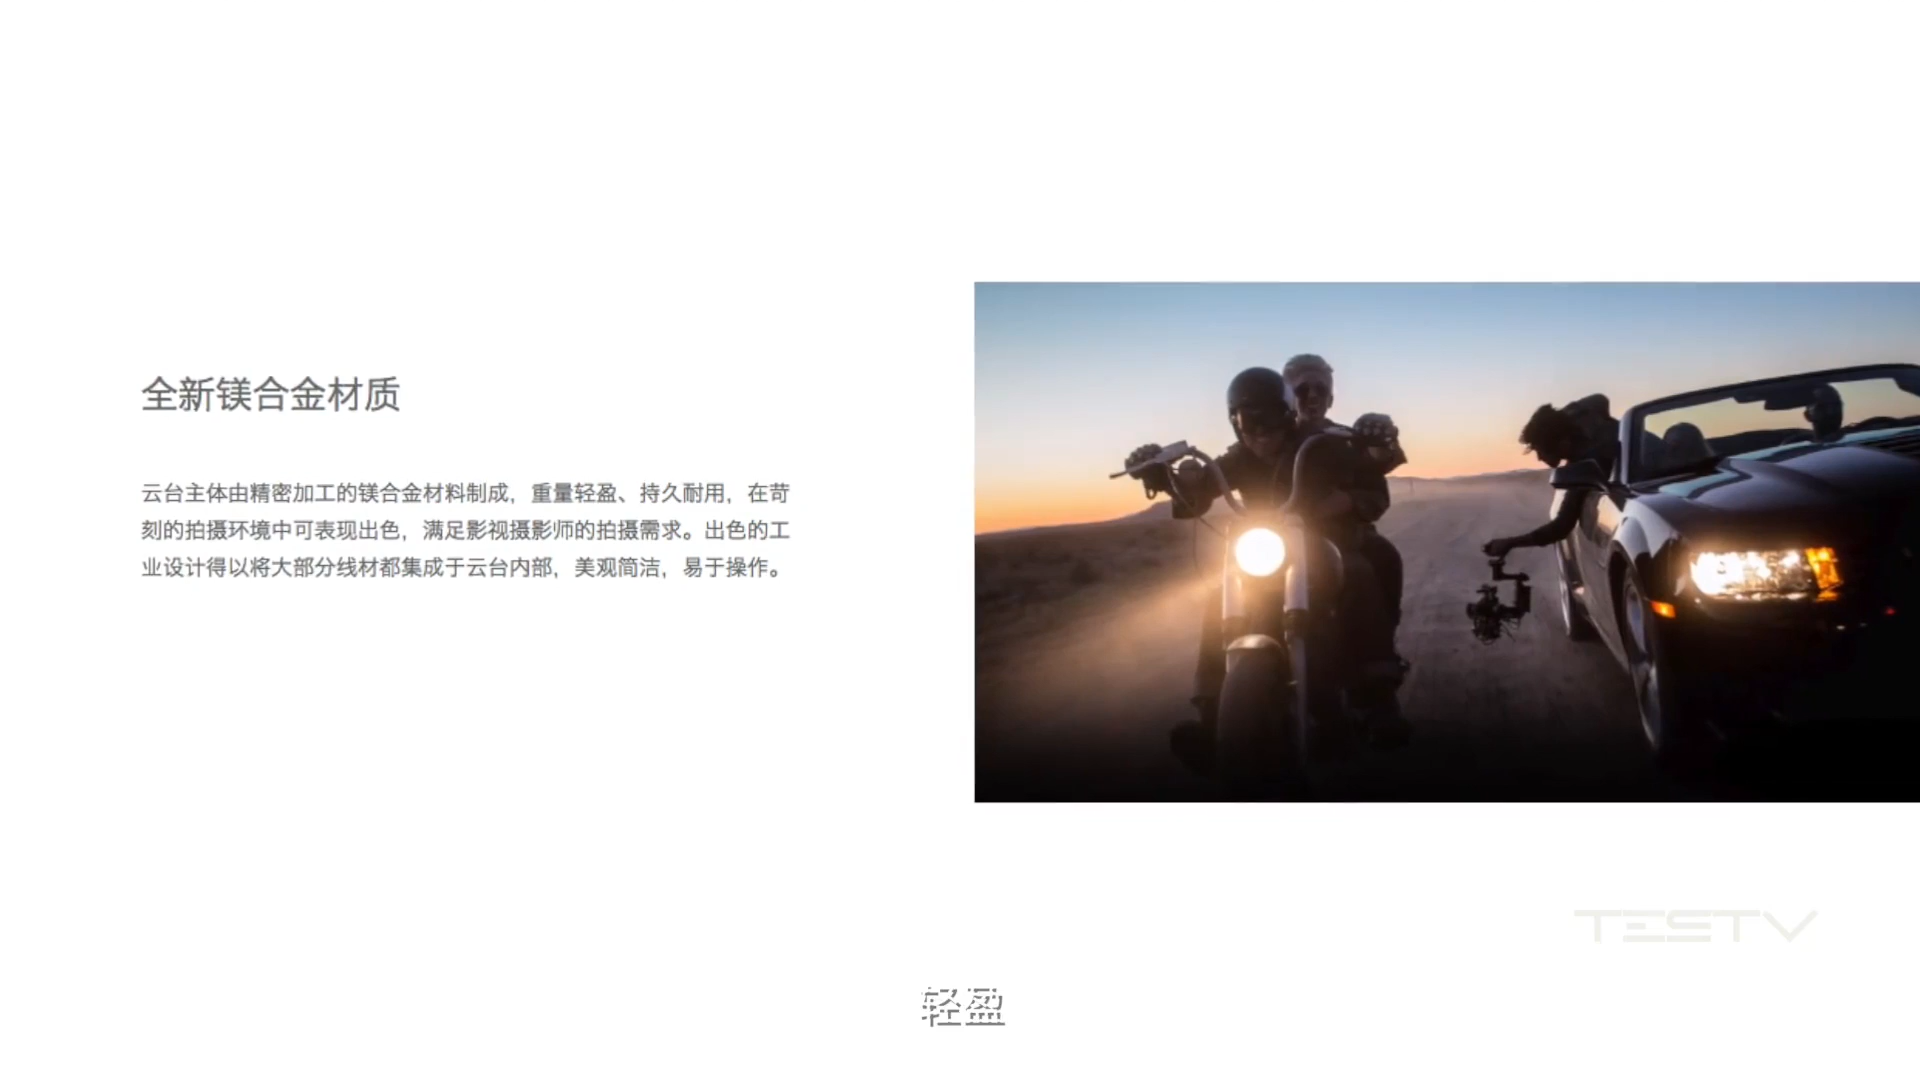 全新镁合金材质
云台主体由精密加工的镁合金材料制成，重量轻盈、持久耐用，在苛
刻的拍摄环境中可表现出色，满足影视摄影师的拍摄需求。出色的工
业设计得以将大部分线材都集成于云台内部，美观简洁，易于操作。
TESTV
轻盈